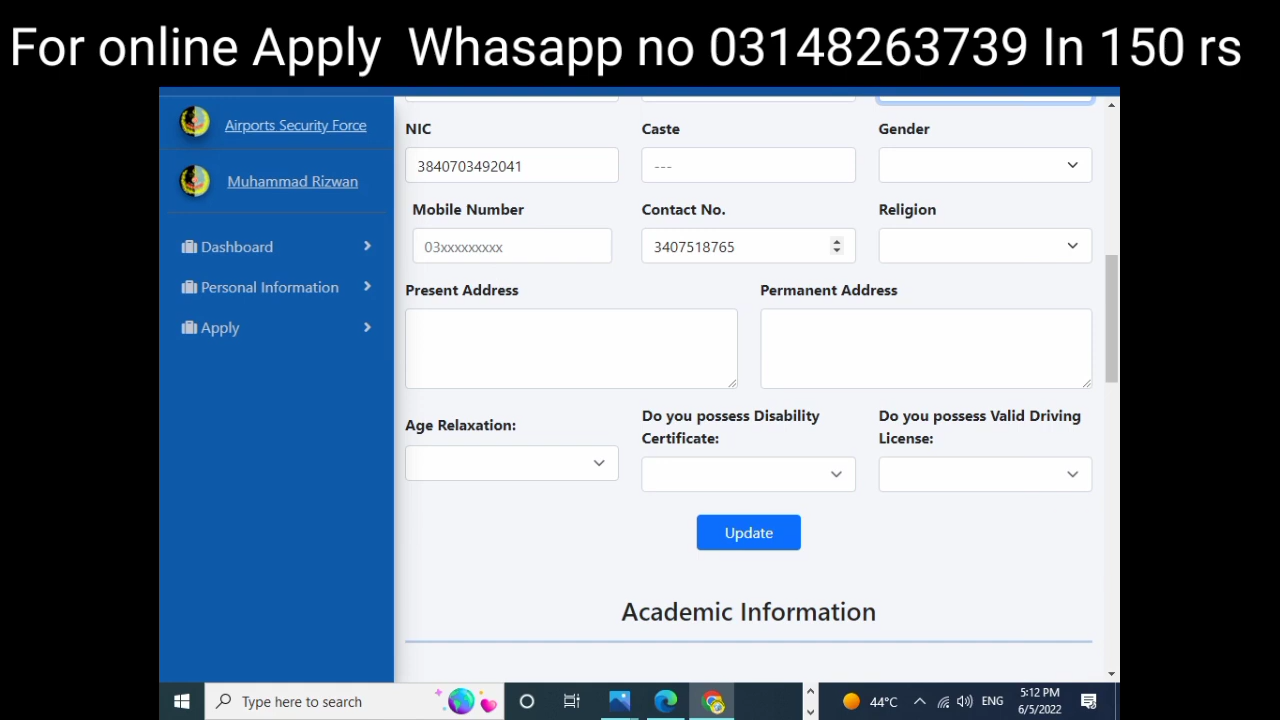 For online Apply Whasapp no 03148263739 In 150 rs
Airports Security Force
Muhammad Rizwan
Dashboard
Personal Information
Apply
NIC Caste Gender
3840703492041 ---
Mobile Number Contact No. Religion
03xxxxxxxxx 3407518765
Present Address Permanent Address
Age Relaxation:
Do you possess Disability
Certificate:
Do you possess Valid Driving
License:
Update
Academic Information
Type here to search
44°C ENG
5:12 PM
6/5/2022